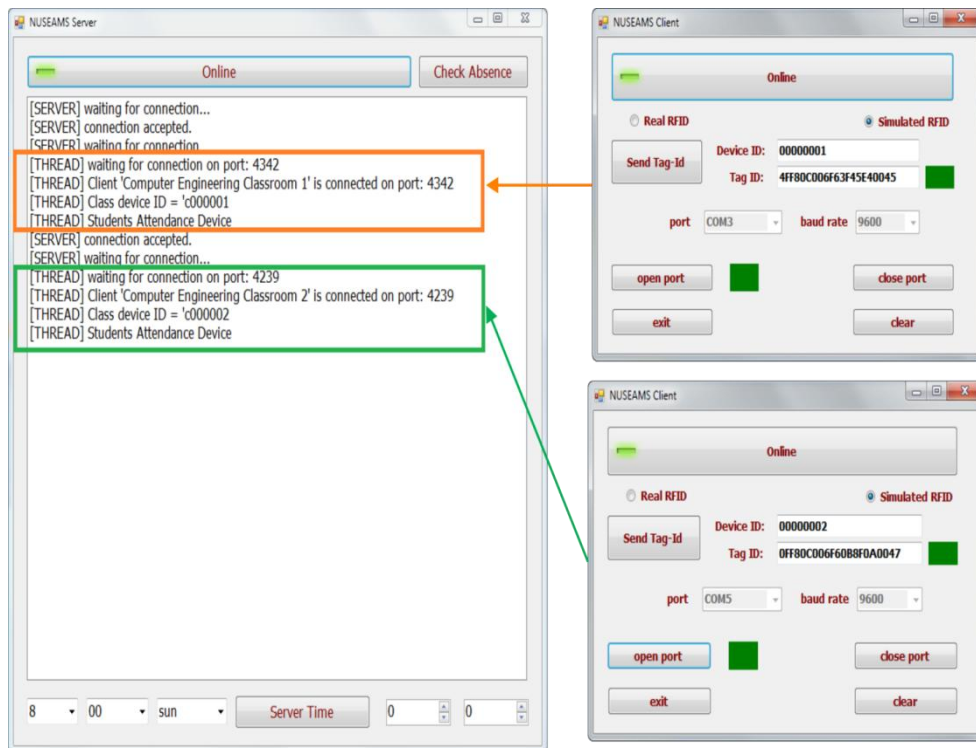 NUSEAMS Server
Online
Check Absence
[SERVER] waiting for connection...
[SERVER] connection accepted.
[SERVER] waiting for connection
[THREAD] waiting for connection on port: 4342
[THREAD] Client 'Computer Engineering Classroom 1' is connected on port: 4342
[THREAD] Class device ID = 'c000001
[THREAD] Students Attendance Device
[SERVER] connection accepted.
[SERVER] waiting for connection...
[THREAD] waiting for connection on port: 4239
[THREAD] Client 'Computer Engineering Classroom 2' is connected on port: 4239
[THREAD] Class device ID = 'c000002
[THREAD] Students Attendance Device
8 00 sun Server Time 0 0
NUSEAMS Client
Online
Real RFID Simulated RFID
Send Tag-Id
Device ID: 00000001
Tag ID: 4FF80C006F63F45E40045
port COM3 baud rate 9600
open port close port
exit clear
NUSEAMS Client
Online
Real RFID Simulated RFID
Send Tag-Id
Device ID: 00000002
Tag ID: 0FF80C006F60B8F0A0047
port COM5 baud rate 9600
open port close port
exit clear